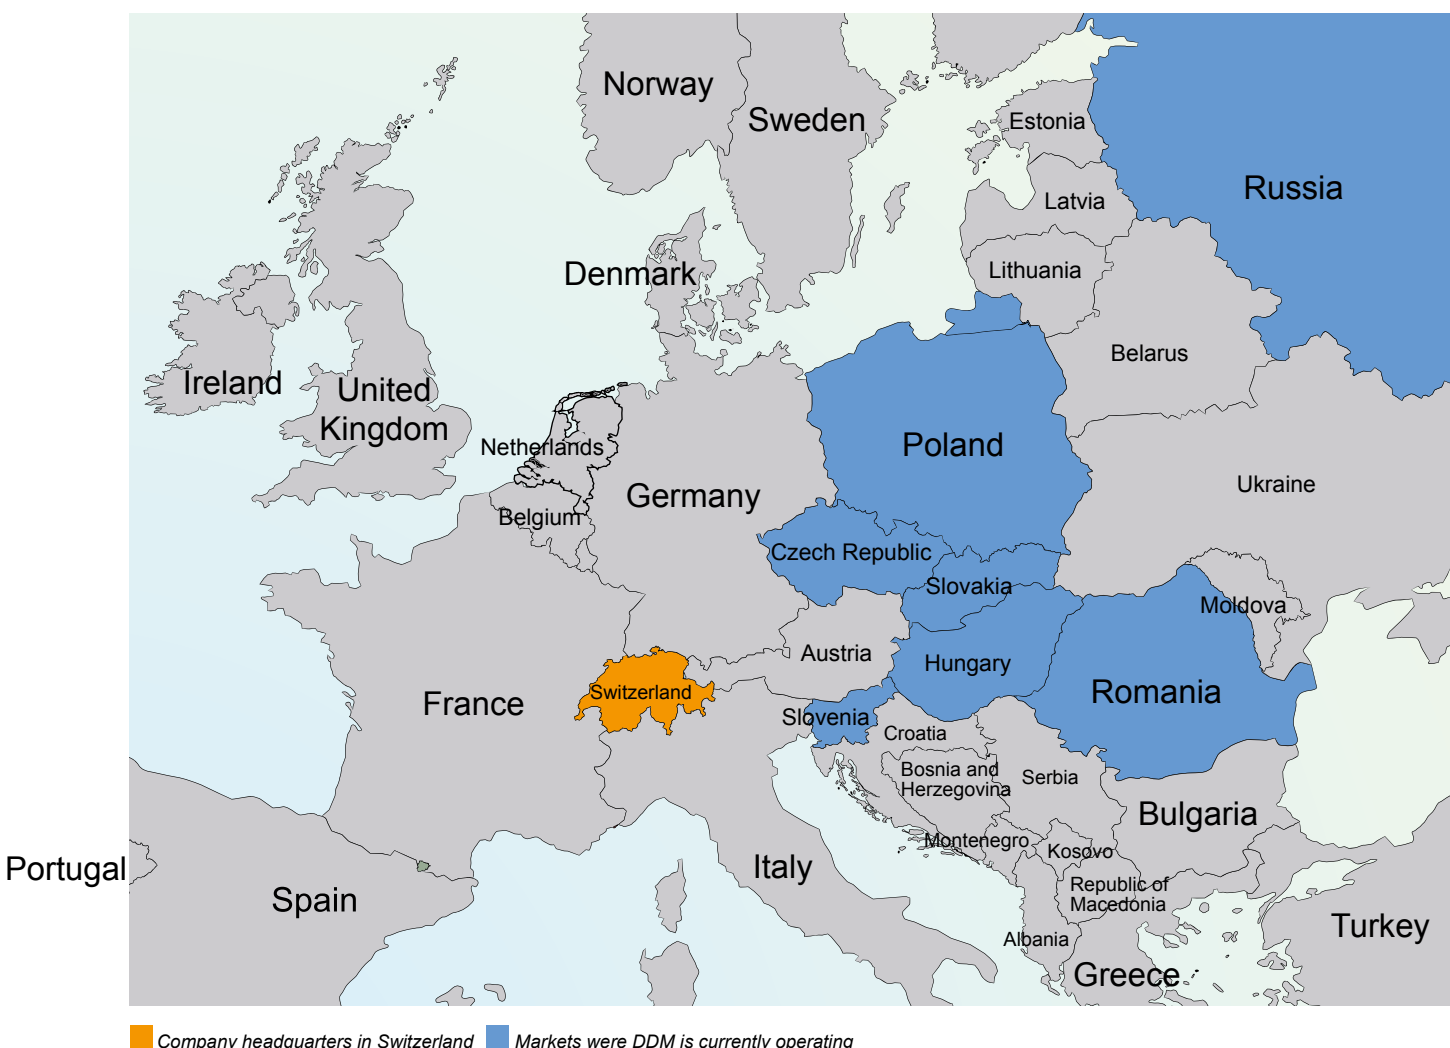 Norway
Sweden
Estonia
Russia
Latvia
Denmark
Lithuania
Belarus
Ireland
United
Kingdom
Netherlands
Poland
Germany
Ukraine
Belgium
Czech Republic
Slovakia
Moldova
Austria
Hungary
Switzerland
Romania
France
Slovenia
Croatia
Bosnia and
Herzegovina
Serbia
Bulgaria
Montenegro
Kosovo
Portugal
Italy
Spain
Republic of
Macedonia
Turkey
Albania
Greece
Company headquarters in Switzerland
Markets were DDM is currently operating